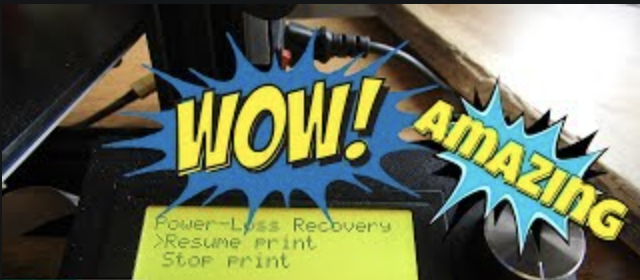 WOW!
AMAZING
Power-Loss Recovery
>Resume print
Stop print